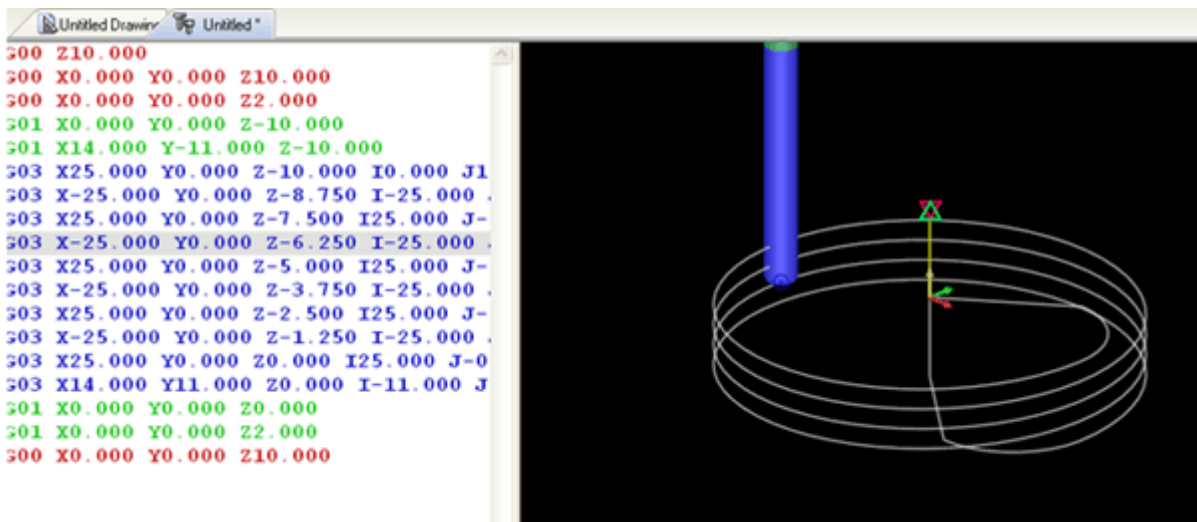 Untitled Drawing Untitled *
G00 Z10.000
G00 X0.000 Y0.000 Z10.000
G00 X0.000 Y0.000 Z2.000
G01 X0.000 Y0.000 Z-10.000
G01 X14.000 Y-11.000 Z-10.000
G03 X25.000 Y0.000 Z-10.000 I0.000 J1
G03 X-25.000 Y0.000 Z-8.750 I-25.000
G03 X25.000 Y0.000 Z-7.500 I25.000 J-
G03 X-25.000 Y0.000 Z-6.250 I-25.000
G03 X25.000 Y0.000 Z-5.000 I25.000 J-
G03 X-25.000 Y0.000 Z-3.750 I-25.000
G03 X25.000 Y0.000 Z-2.500 I25.000 J-
G03 X-25.000 Y0.000 Z-1.250 I-25.000
G03 X25.000 Y0.000 Z0.000 I25.000 J-0
G03 X14.000 Y11.000 Z0.000 I-11.000 J
G01 X0.000 Y0.000 Z0.000
G01 X0.000 Y0.000 Z2.000
G00 X0.000 Y0.000 Z10.000